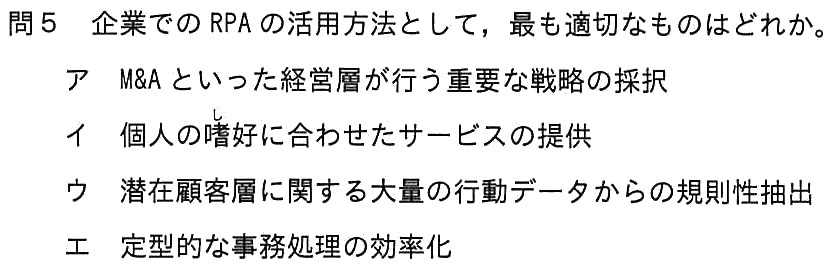 問５　企業での RPA の活用方法として，最も適切なものはどれか。
ア　M&A といった経営層が行う重要な戦略の採択
し
イ　個人の嗜好に合わせたサービスの提供
ウ　潜在顧客層に関する大量の行動データからの規則性抽出
エ　定型的な事務処理の効率化